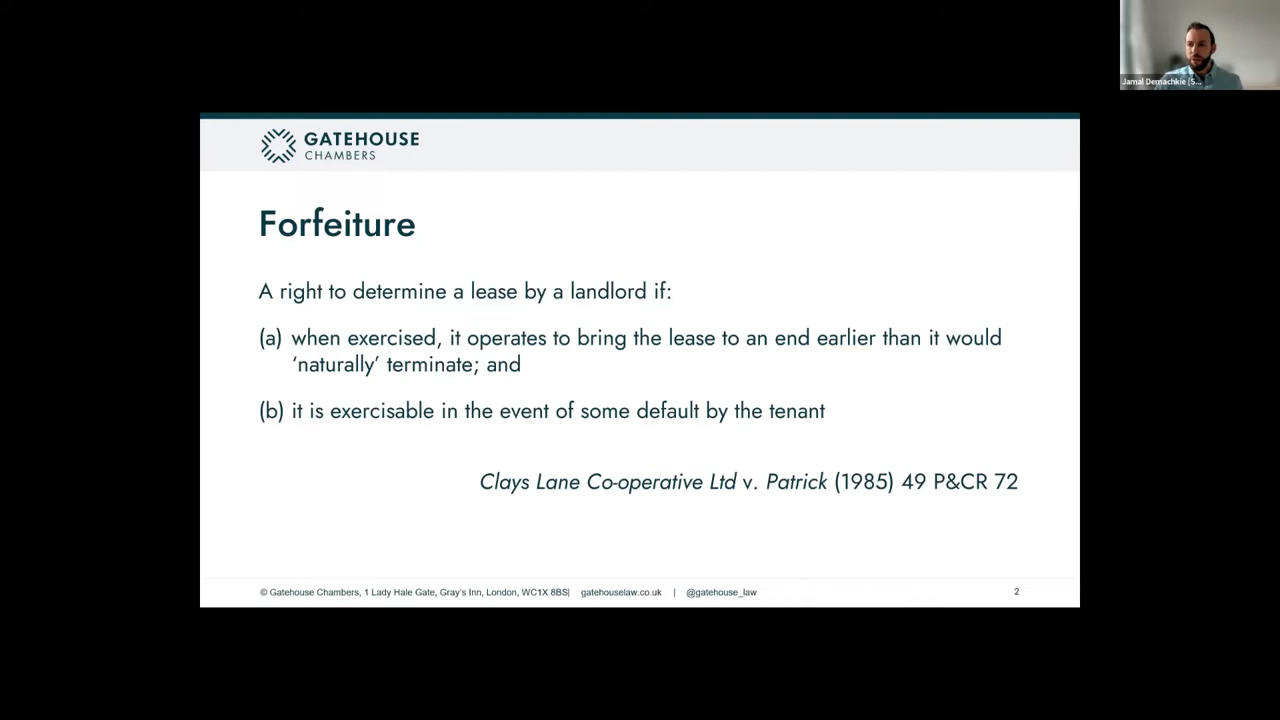 Jamal Demachkie (S...
GATEHOUSE
CHAMBERS
Forfeiture
A right to determine a lease by a landlord if:
(a) when exercised, it operates to bring the lease to an end earlier than it would
‘naturally’ terminate; and
(b) it is exercisable in the event of some default by the tenant
Clays Lane Co-operative Ltd v. Patrick (1985) 49 P&CR 72
© Gatehouse Chambers, 1 Lady Hale Gate, Gray's Inn, London, WC1X 8BS| gatehouselaw.co.uk | @gatehouse_law 2